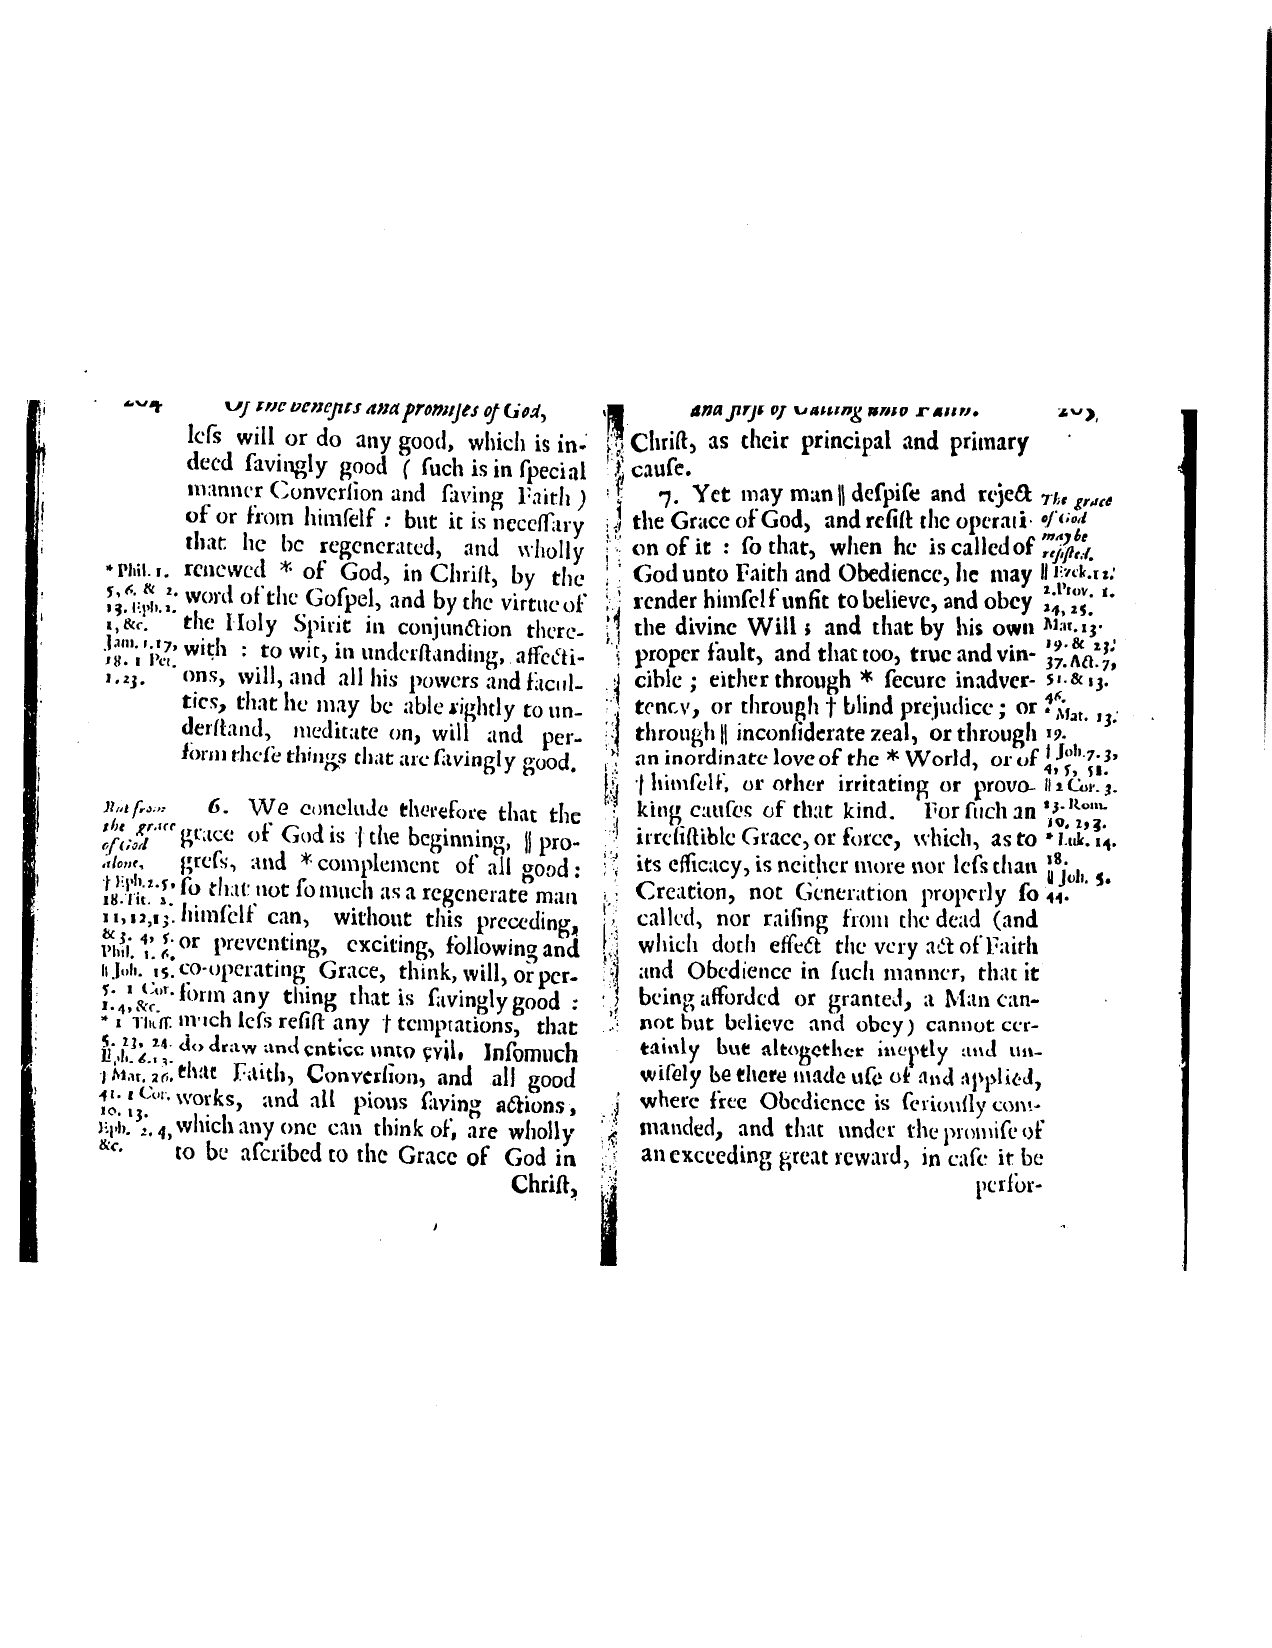 204 Of the benefits and promiſes of God,
leſs will or do any good, which is in-
deed ſavingly good ( ſuch is in ſpecial
manner Converſion and ſaving Faith )
of or from himſelf : but it is neceſſary
that he be regenerated, and wholly
renewed * of God, in Chriſt, by the
word of the Goſpel, and by the virtue of
the Holy Spirit in conjunction there-
with : to wit, in underſtanding, affecti-
ons, will, and all his powers and facul-
ties, that he may be able rightly to un-
derſtand, meditate on, will and per-
form theſe things that are ſavingly good.
* Phil. 1.
5, 6. & 2.
13. Eph. 1.
1, &c.
Jam. 1. 17,
18. 1 Pet.
1. 23.
6. We conclude therefore that the
grace of God is † the beginning, || pro-
greſs, and * complement of all good :
ſo that not ſo much as a regenerate man
himſelf can, without this preceding,
or preventing, exciting, following and
co-operating Grace, think, will, or per-
form any thing that is ſavingly good :
much leſs reſiſt any † temptations, that
do draw and entice unto evil. Inſomuch
that Faith, Converſion, and all good
works, and all pious ſaving actions,
which any one can think of, are wholly
to be aſcribed to the Grace of God in
Chriſt,
But from
the grace
of God
alone,
† Eph. 2. 5,
18. Tit. 2.
11, 12, 13.
& 3. 4, 5.
Phil. 1. 6.
|| Joh. 15.
5. 1 Cor.
1. 4, &c.
* 1 Theſſ.
5. 23, 24.
Eph. 6. 13.
† Mat. 26.
41. 1 Cor.
10. 13.
Eph. 2. 4,
&c.
and firſt of Calling unto Faith. 205,
Chriſt, as their principal and primary
cauſe.
7. Yet may man || deſpiſe and reject
the Grace of God, and reſiſt the operati-
on of it : ſo that, when he is called of
God unto Faith and Obedience, he may
render himſelf unfit to believe, and obey
the divine Will ; and that by his own
proper fault, and that too, true and vin-
cible ; either through * ſecure inadver-
tency, or through † blind prejudice ; or
through || inconſiderate zeal, or through
an inordinate love of the * World, or of
† himſelf, or other irritating or provo-
king cauſes of that kind. For ſuch an
irreſiſtible Grace, or force, which, as to
its efficacy, is neither more nor leſs than
Creation, not Generation properly ſo
called, nor raiſing from the dead (and
which doth effect the very act of Faith
and Obedience in ſuch manner, that it
being afforded or granted, a Man can-
not but believe and obey) cannot cer-
tainly but altogether ineptly and un-
wiſely be there made uſe of and applied,
where free Obedience is ſeriouſly com-
manded, and that under the promiſe of
an exceeding great reward, in caſe it be
perfor-
The grace
of God
may be
reſiſted.
|| Ezek. 12.
2. Prov. 1.
24, 25.
Mat. 13.
19. & 23.
37. Act. 7,
51. & 13.
46.
* Mat. 13.
19.
† Joh. 7. 3,
4, 5, 52.
|| 2 Cor. 3.
13. Rom.
10. 2, 3.
* Luk. 14.
18.
|| Joh. 5.
44.